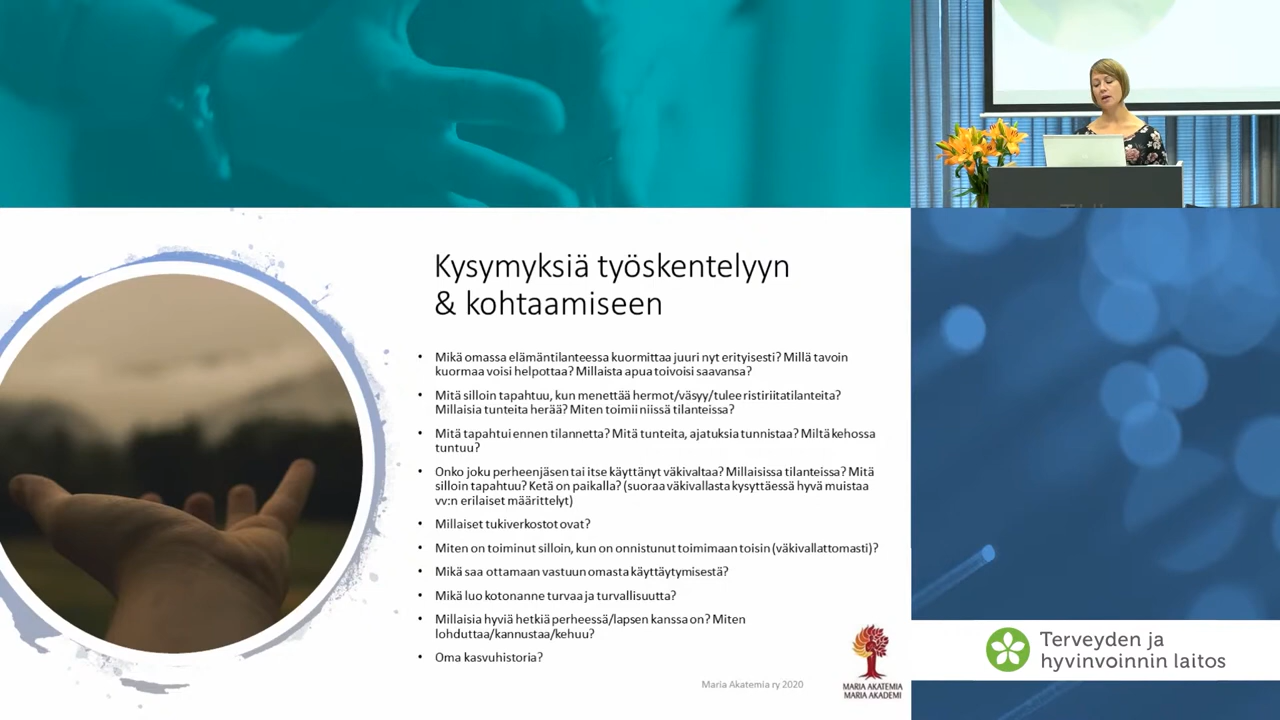 Kysymyksiä työskentelyyn
& kohtaamiseen
• Mikä omassa elämäntilanteessa kuormittaa juuri nyt erityisesti? Millä tavoin
kuormaa voisi helpottaa? Millaista apua toivoisi saavansa?
• Mitä silloin tapahtuu, kun menettää hermot/väsyy/tulee ristiriitatilanteita?
Millaisia tunteita herää? Miten toimii niissä tilanteissa?
• Mitä tapahtui ennen tilannetta? Mitä tunteita, ajatuksia tunnistaa? Miltä kehossa
tuntuu?
• Onko joku perheenjäsen tai itse käyttänyt väkivaltaa? Millaisissa tilanteissa? Mitä
silloin tapahtuu? Ketä on paikalla? (suoraa väkivallasta kysyttäessä hyvä muistaa
vv:n erilaiset määrittelyt)
• Millaiset tukiverkostot ovat?
• Miten on toiminut silloin, kun on onnistunut toimimaan toisin (väkivallattomasti)?
• Mikä saa ottamaan vastuun omasta käyttäytymisestä?
• Mikä luo kotonanne turvaa ja turvallisuutta?
• Millaisia hyviä hetkiä perheessä/lapsen kanssa on? Miten
lohduttaa/kannustaa/kehuu?
• Oma kasvuhistoria?
Maria Akatemia ry 2020
MARIA AKATEMIA
MARIA AKADEMI
Terveyden ja
hyvinvoinnin laitos